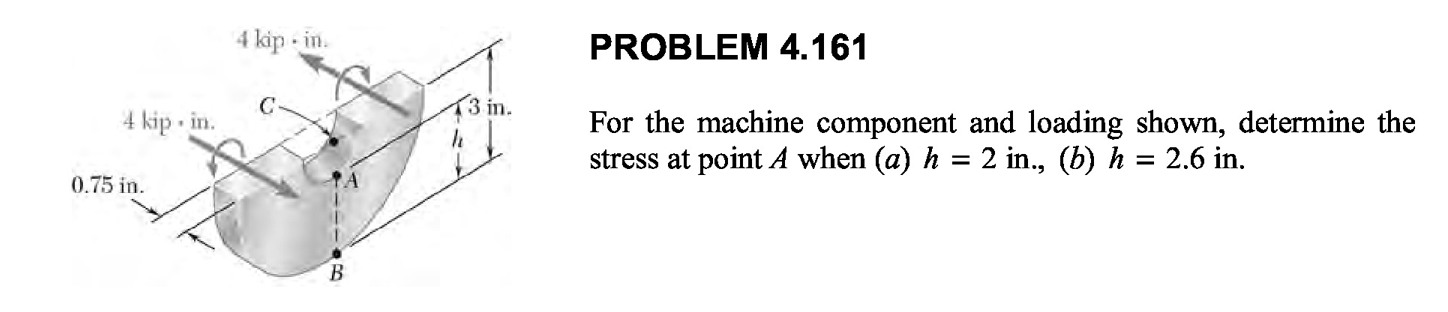 4 kip · in.
C
3 in.
4 kip · in.
h
0.75 in.
A
B
PROBLEM 4.161
For the machine component and loading shown, determine the
stress at point A when (a) h = 2 in., (b) h = 2.6 in.